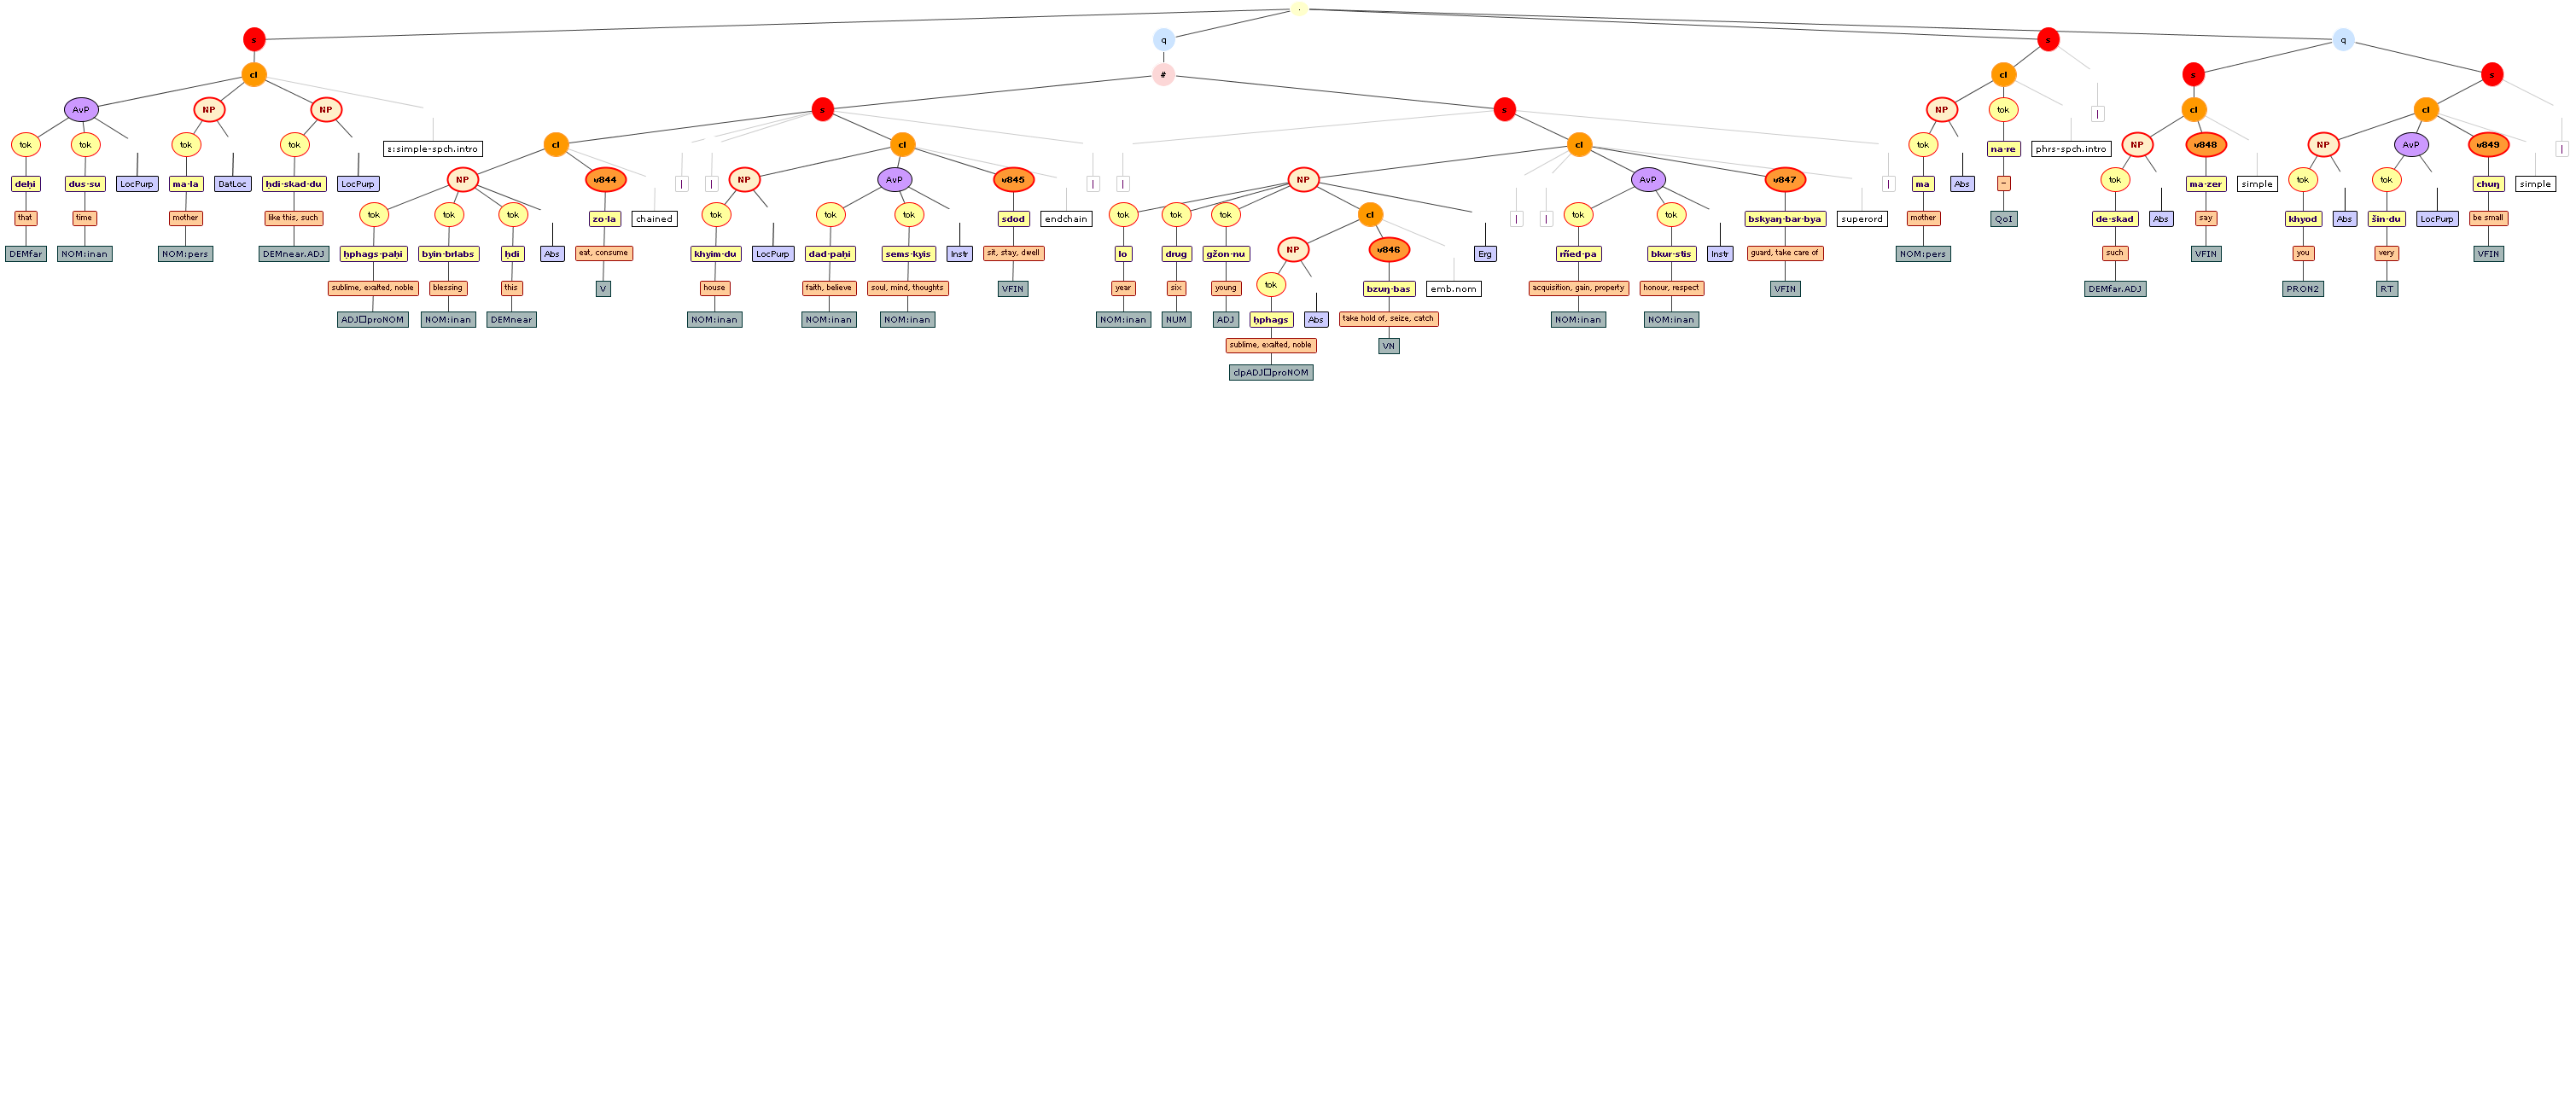 .
s q s q
cl # cl s s
AvP NP NP s s NP tok | cl cl
tok tok tok tok s:simple-spch.intro cl cl cl tok na·re phrs-spch.intro NP v848 NP AvP v849 |
deḥi dus·su LocPurp ma·la DatLoc ḥdi·skad·du LocPurp NP v844 | | NP AvP v845 | | NP | | AvP v847 | ma Abs – tok ma·zer simple tok tok chuŋ simple
that time mother like this, such tok tok tok zo·la chained tok tok tok sdod endchain tok tok tok cl tok tok bskyaŋ·bar·bya superord mother QoI de·skad Abs say khyod Abs šin·du LocPurp be small
DEMfar NOM:inan NOM:pers DEMnear.ADJ ḥphags·paḥi byin·brlabs ḥdi Abs eat, consume khyim·du LocPurp dad·paḥi sems·kyis Instr sit, stay, dwell lo drug gžon·nu NP v846 Erg rñed·pa bkur·stis Instr guard, take care of NOM:pers such VFIN you very VFIN
sublime, exalted, noble blessing this V house faith, believe soul, mind, thoughts VFIN year six young tok bzuŋ·bas emb.nom acquisition, gain, property honour, respect VFIN DEMfar.ADJ PRON2 RT
ADJ□proNOM NOM:inan DEMnear NOM:inan NOM:inan NOM:inan NOM:inan NUM ADJ ḥphags Abs take hold of, seize, catch NOM:inan NOM:inan
sublime, exalted, noble VN
clpADJ□proNOM